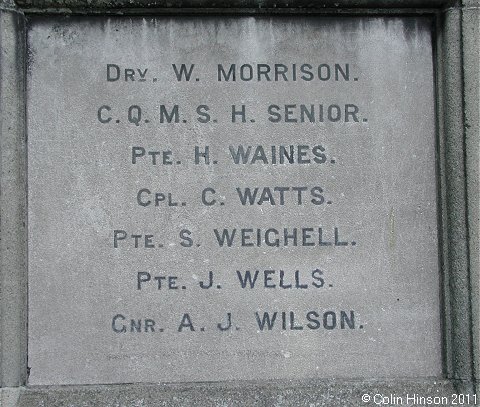 DRV. W. MORRISON.
C.Q.M.S. H. SENIOR.
PTE. H. WAINES.
CPL. C. WATTS.
PTE. S. WEIGHELL.
PTE. J. WELLS.
GNR. A. J. WILSON.
©Colin Hinson 2011